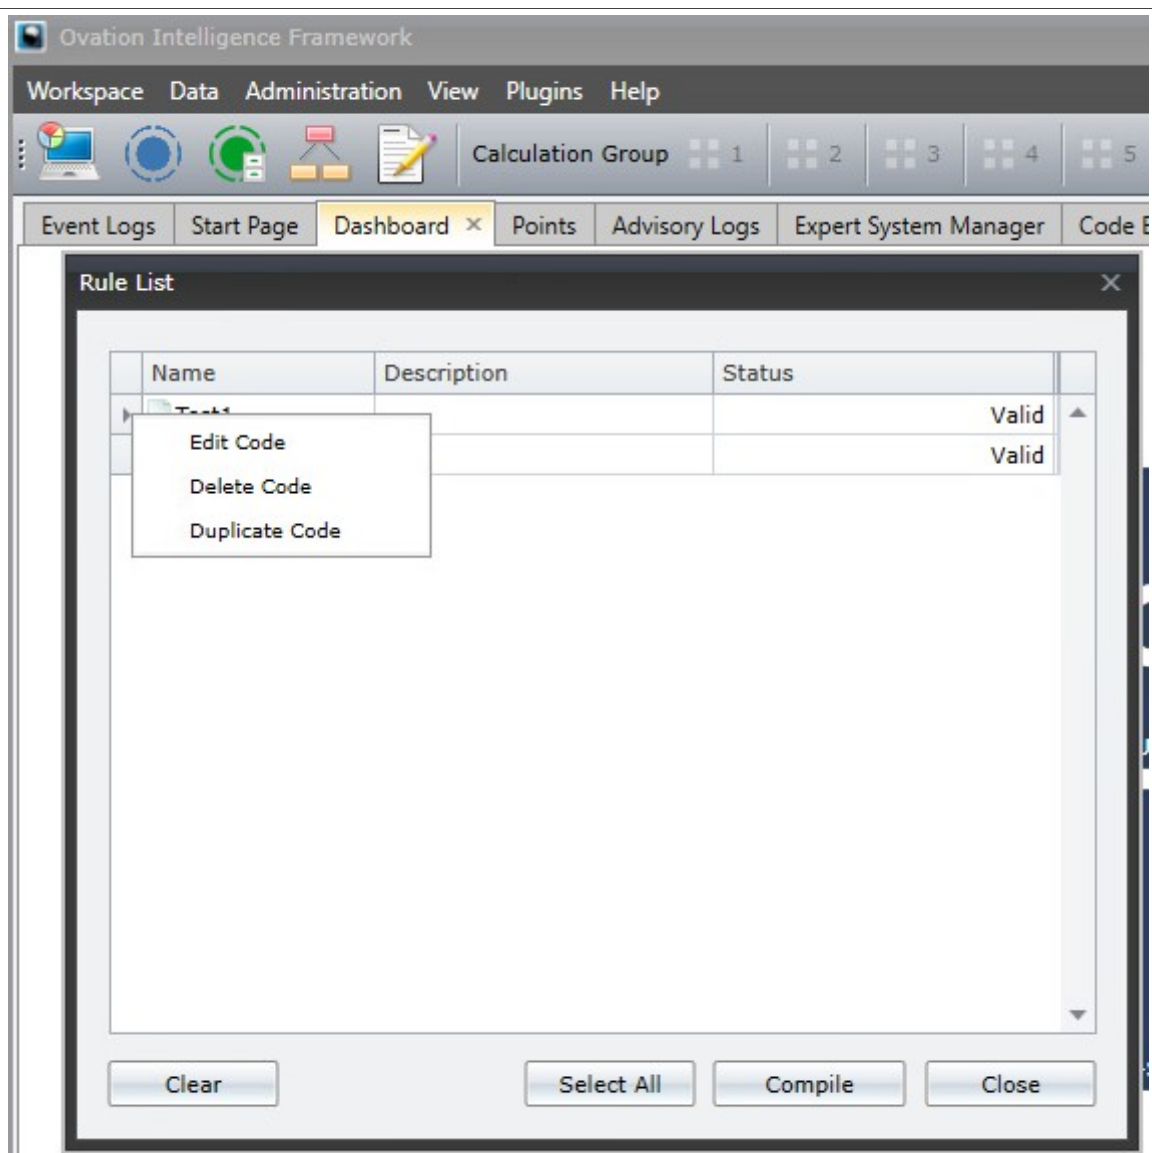 Ovation Intelligence Framework
Workspace Data Administration View Plugins Help
Calculation Group 1 2 3 4 5
Event Logs Start Page Dashboard × Points Advisory Logs Expert System Manager Code
Rule List
Name Description Status
Test1 Valid
Valid
Edit Code
Delete Code
Duplicate Code
Clear Select All Compile Close